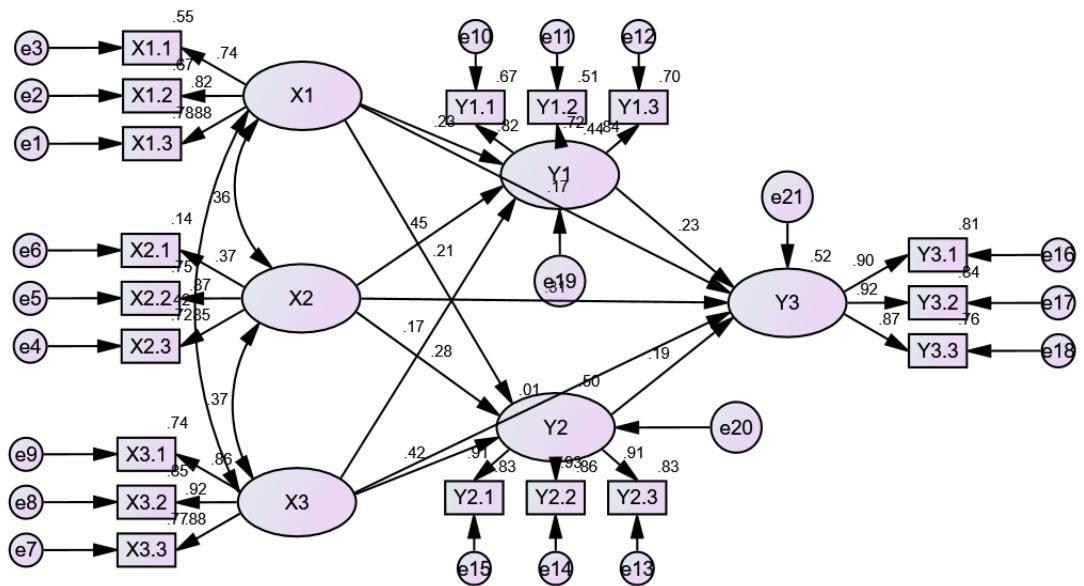 .55
e3
X1.1
.74
.67
e2
X1.2
.82
X1
.7888
e1
X1.3
e10
e11
e12
.67
.51
.70
Y1.1
Y1.2
Y1.3
.23
.82
.72
.44
.84
Y1
.17
.36
.14
.45
.21
.23
e21
e6
X2.1
.37
.75
e5
X2.2
.87
X2
.42
.7285
e4
X2.3
e19
.31
.52
Y3
.81
.90
Y3.1
e16
.84
.92
Y3.2
e17
.87
.76
Y3.3
e18
.17
.28
.19
.37
.01
.50
.74
e9
X3.1
.86
.85
e8
X3.2
.92
X3
.7788
e7
X3.3
.42
Y2
e20
.91
.83
.93
.86
.91
.83
Y2.1
Y2.2
Y2.3
e15
e14
e13